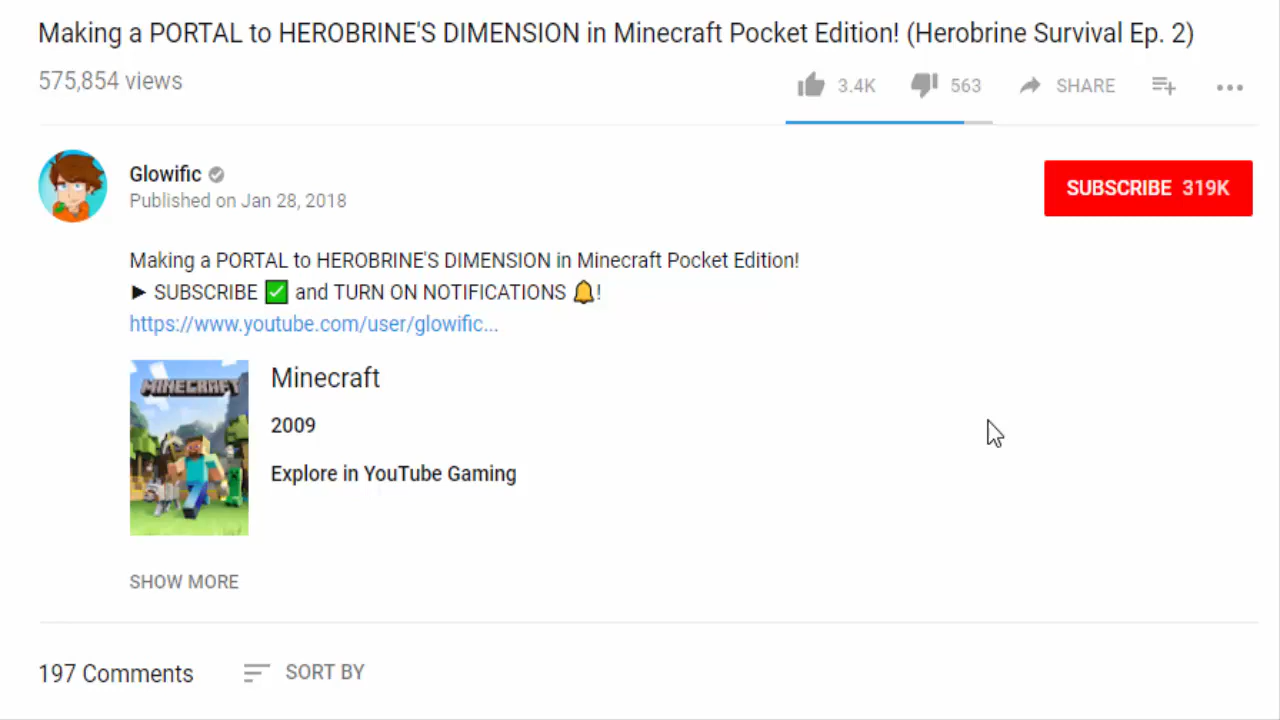 Making a PORTAL to HEROBRINE'S DIMENSION in Minecraft Pocket Edition! (Herobrine Survival Ep. 2)
575,854 views
3.4K 563 SHARE
Glowific
Published on Jan 28, 2018
SUBSCRIBE 319K
Making a PORTAL to HEROBRINE'S DIMENSION in Minecraft Pocket Edition!
► SUBSCRIBE ✅ and TURN ON NOTIFICATIONS 🔔!
https://www.youtube.com/user/glowific...
MINECRAFT
Minecraft
2009
Explore in YouTube Gaming
SHOW MORE
197 Comments SORT BY